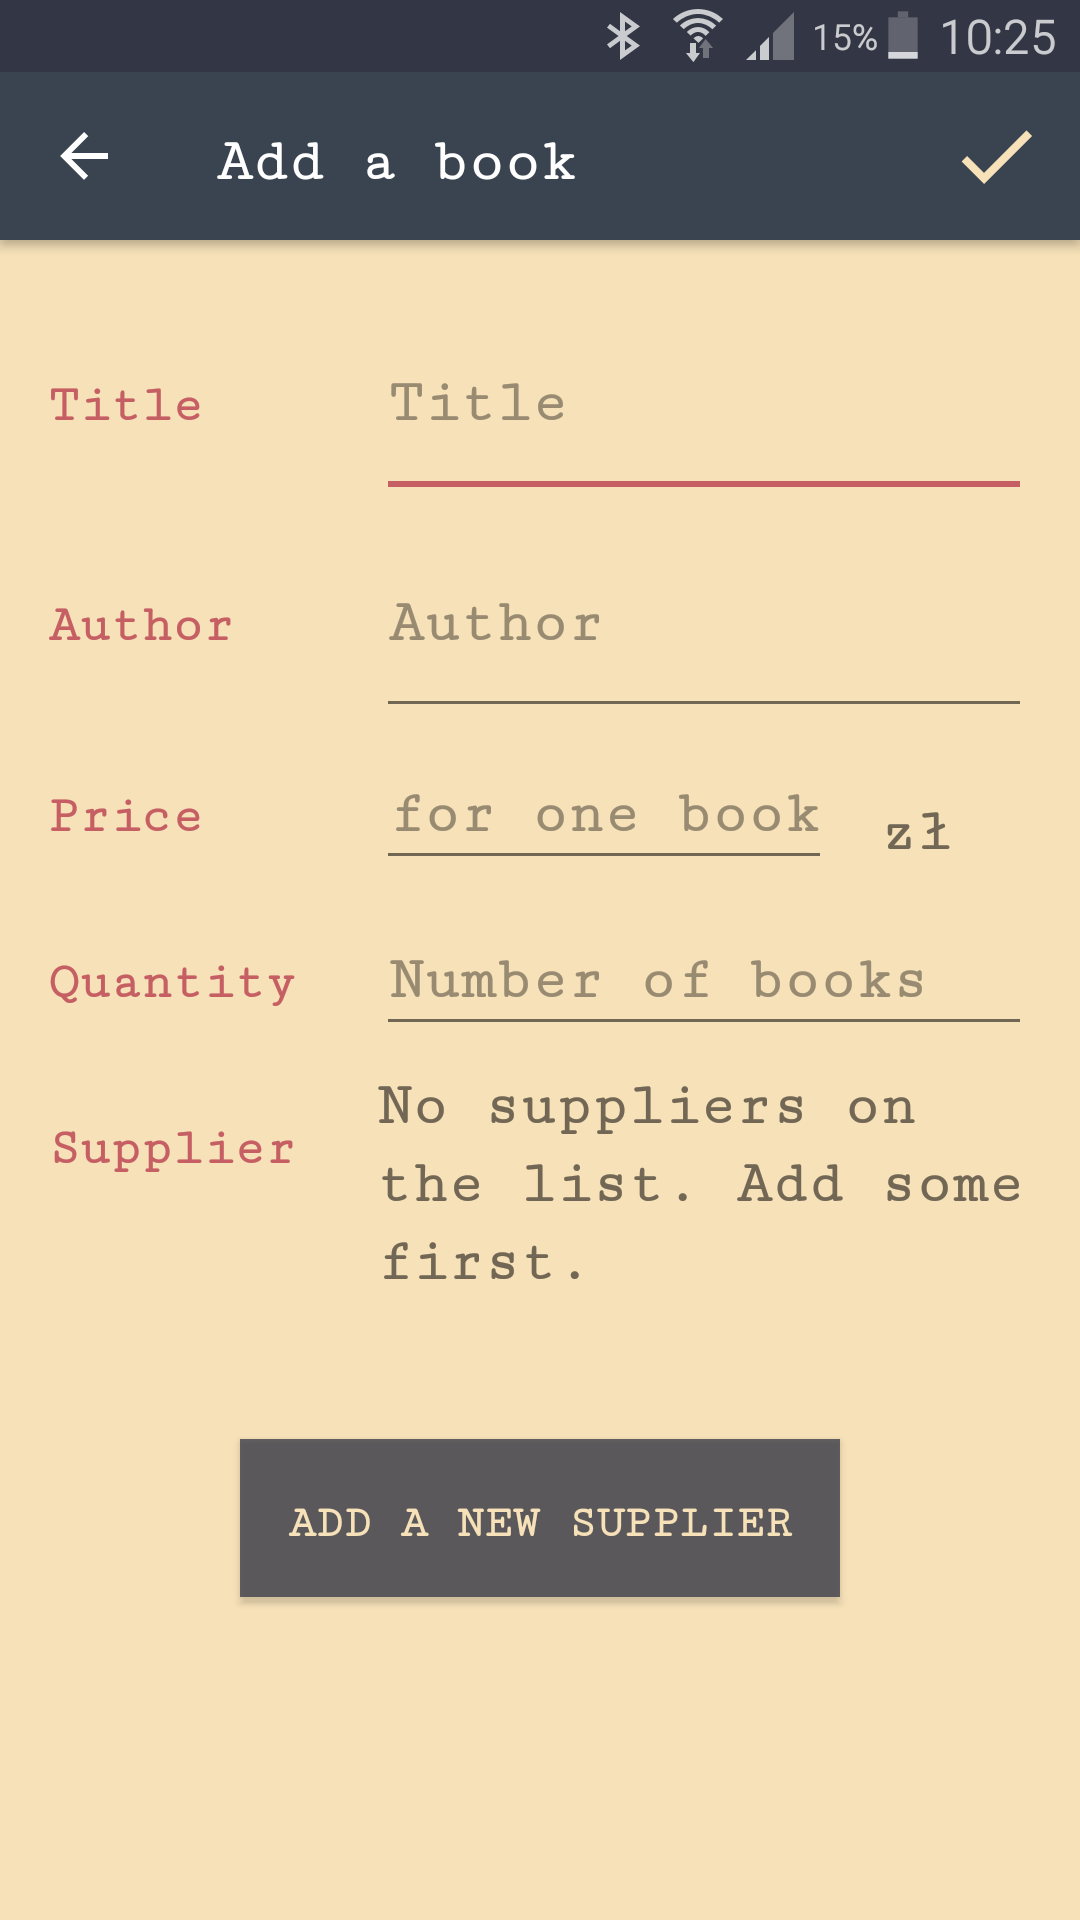 15% 10:25
Add a book
Title Title
Author Author
Price for one book zł
Quantity Number of books
Supplier No suppliers on
the list. Add some
first.
ADD A NEW SUPPLIER